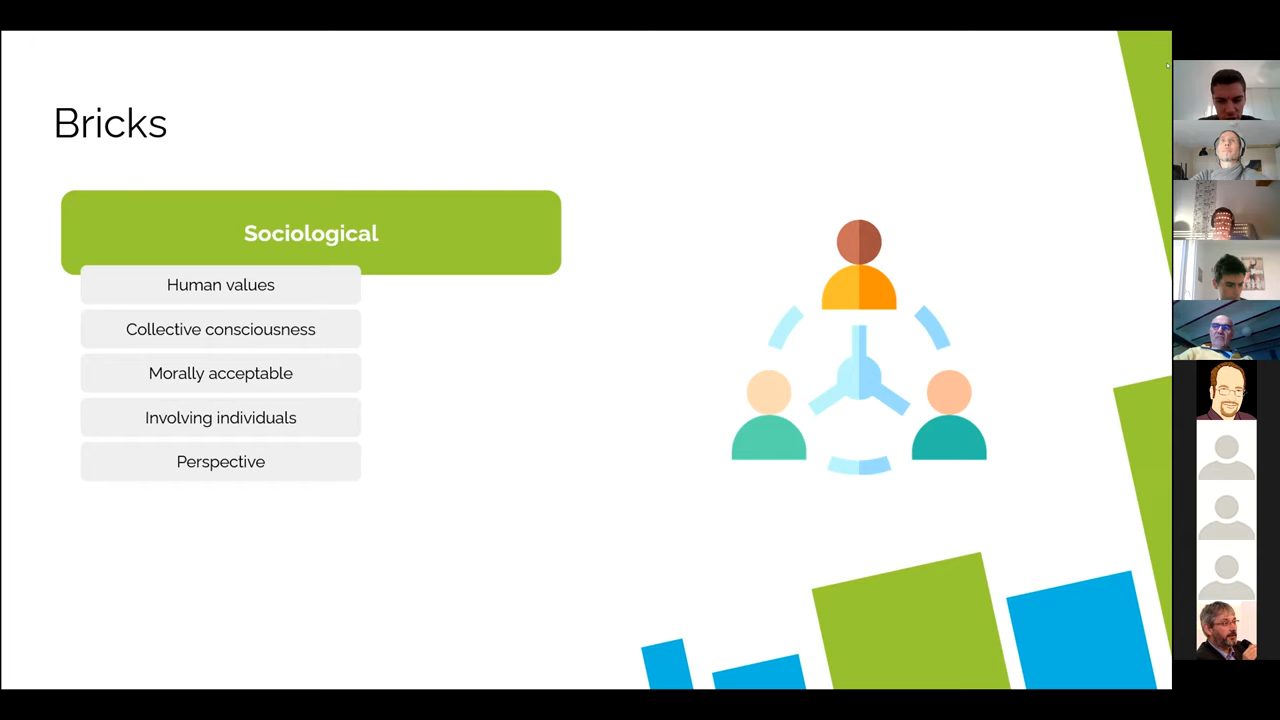 Bricks
Sociological
Human values
Collective consciousness
Morally acceptable
Involving individuals
Perspective